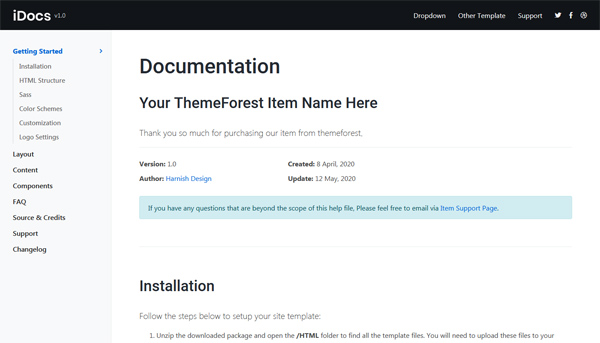 iDocs v1.0
Dropdown Other Template Support
Getting Started
Installation
HTML Structure
Sass
Color Schemes
Customization
Logo Settings
Layout
Content
Components
FAQ
Source & Credits
Support
Changelog
Documentation
Your ThemeForest Item Name Here
Thank you so much for purchasing our item from themeforest.
Version: 1.0 Created: 8 April, 2020
Author: Harnish Design Update: 12 May, 2020
If you have any questions that are beyond the scope of this help file, Please feel free to email via Item Support Page.
Installation
Follow the steps below to setup your site template:
1. Unzip the downloaded package and open the /HTML folder to find all the template files. You will need to upload these files to your